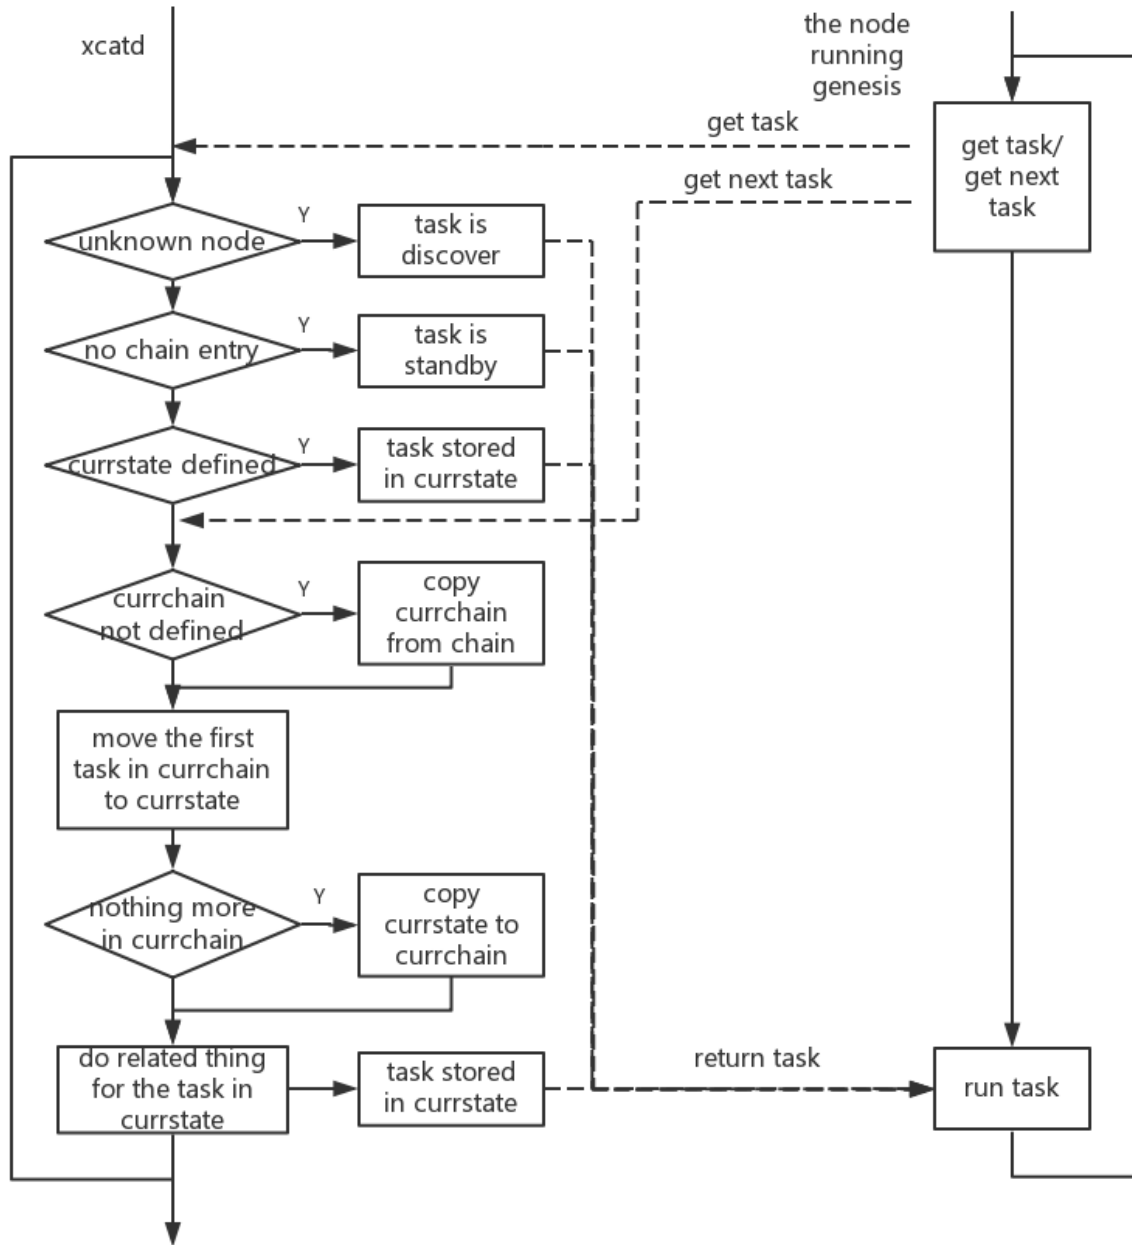 xcatd
the node
running
genesis
get task
get task/
get next
task
get next task
unknown node
Y
task is
discover
no chain entry
Y
task is
standby
currstate defined
Y
task stored
in currstate
currchain
not defined
Y
copy
currchain
from chain
move the first
task in currchain
to currstate
nothing more
in currchain
Y
copy
currstate to
currchain
do related thing
for the task in
currstate
task stored
in currstate
return task
run task